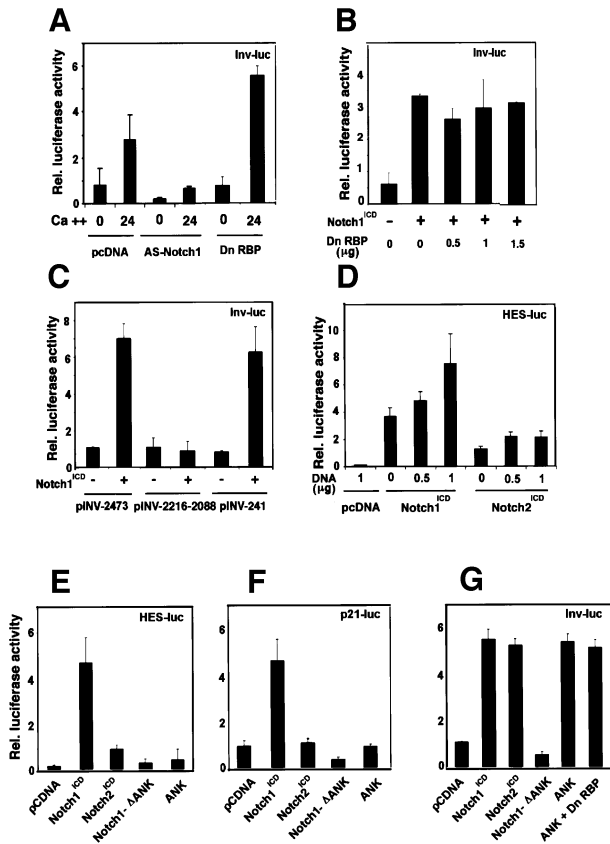 A
Inv-luc
Rel. luciferase activity
6
4
2
0
Ca ++ 0 24 0 24 0 24
pcDNA AS-Notch1 Dn RBP
B
Inv-luc
Rel. luciferase activity
4
3
2
1
0
Notch1ICD - + + + +
Dn RBP 0 0 0.5 1 1.5
(μg)
C
Inv-luc
Rel. luciferase activity
8
6
4
2
0
Notch1ICD - + - + - +
pINV-2473 pINV-2216-2088 pINV-241
D
HES-luc
Rel. luciferase activity
10
8
6
4
2
0
DNA 1 0 0.5 1 0 0.5 1
(μg)
pcDNA Notch1ICD Notch2ICD
E
HES-luc
Rel. luciferase activity
6
4
2
0
pCDNA
Notch1ICD
Notch2ICD
Notch1- ΔANK
ANK
F
p21-luc
6
4
2
0
pCDNA
Notch1ICD
Notch2ICD
Notch1- ΔANK
ANK
G
Inv-luc
6
4
2
0
pCDNA
Notch1ICD
Notch2ICD
Notch1- ΔANK
ANK
ANK + Dn RBP